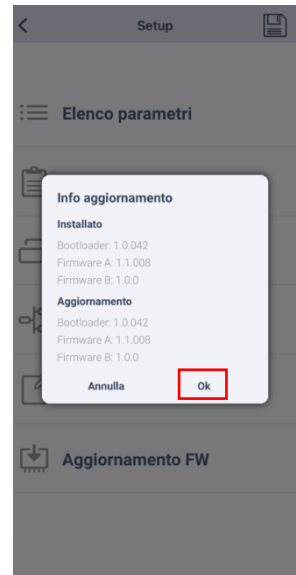 Setup
Elenco parametri
Info aggiornamento
Installato
Bootloader: 1.0.042
Firmware A: 1.1.008
Firmware B: 1.0.0
Aggiornamento
Bootloader: 1.0.042
Firmware A: 1.1.008
Firmware B: 1.0.0
Annulla Ok
Aggiornamento FW